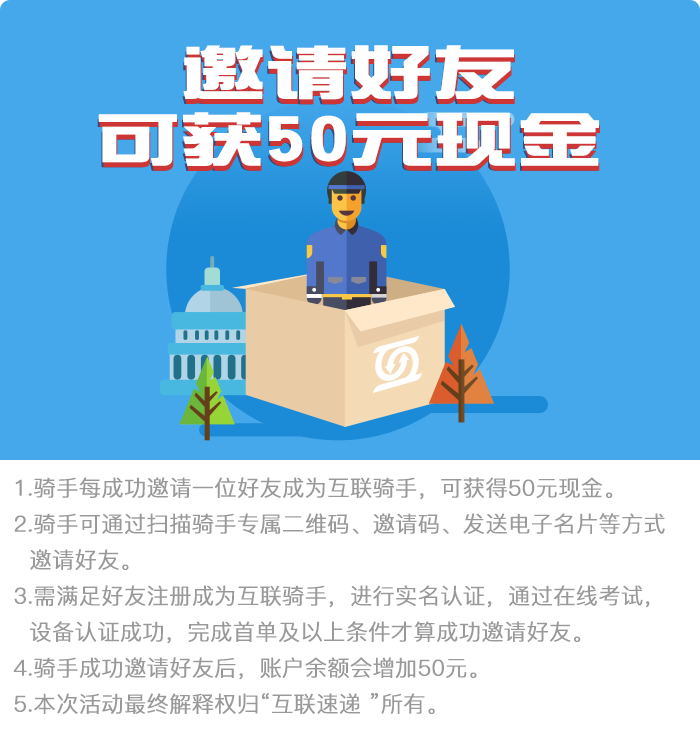 邀请好友
可获50元现金
1.骑手每成功邀请一位好友成为互联骑手，可获得50元现金。
2.骑手可通过扫描骑手专属二维码、邀请码、发送电子名片等方式
邀请好友。
3.需满足好友注册成为互联骑手，进行实名认证，通过在线考试，
设备认证成功，完成首单及以上条件才算成功邀请好友。
4.骑手成功邀请好友后，账户余额会增加50元。
5.本次活动最终解释权归“互联速递 ”所有。